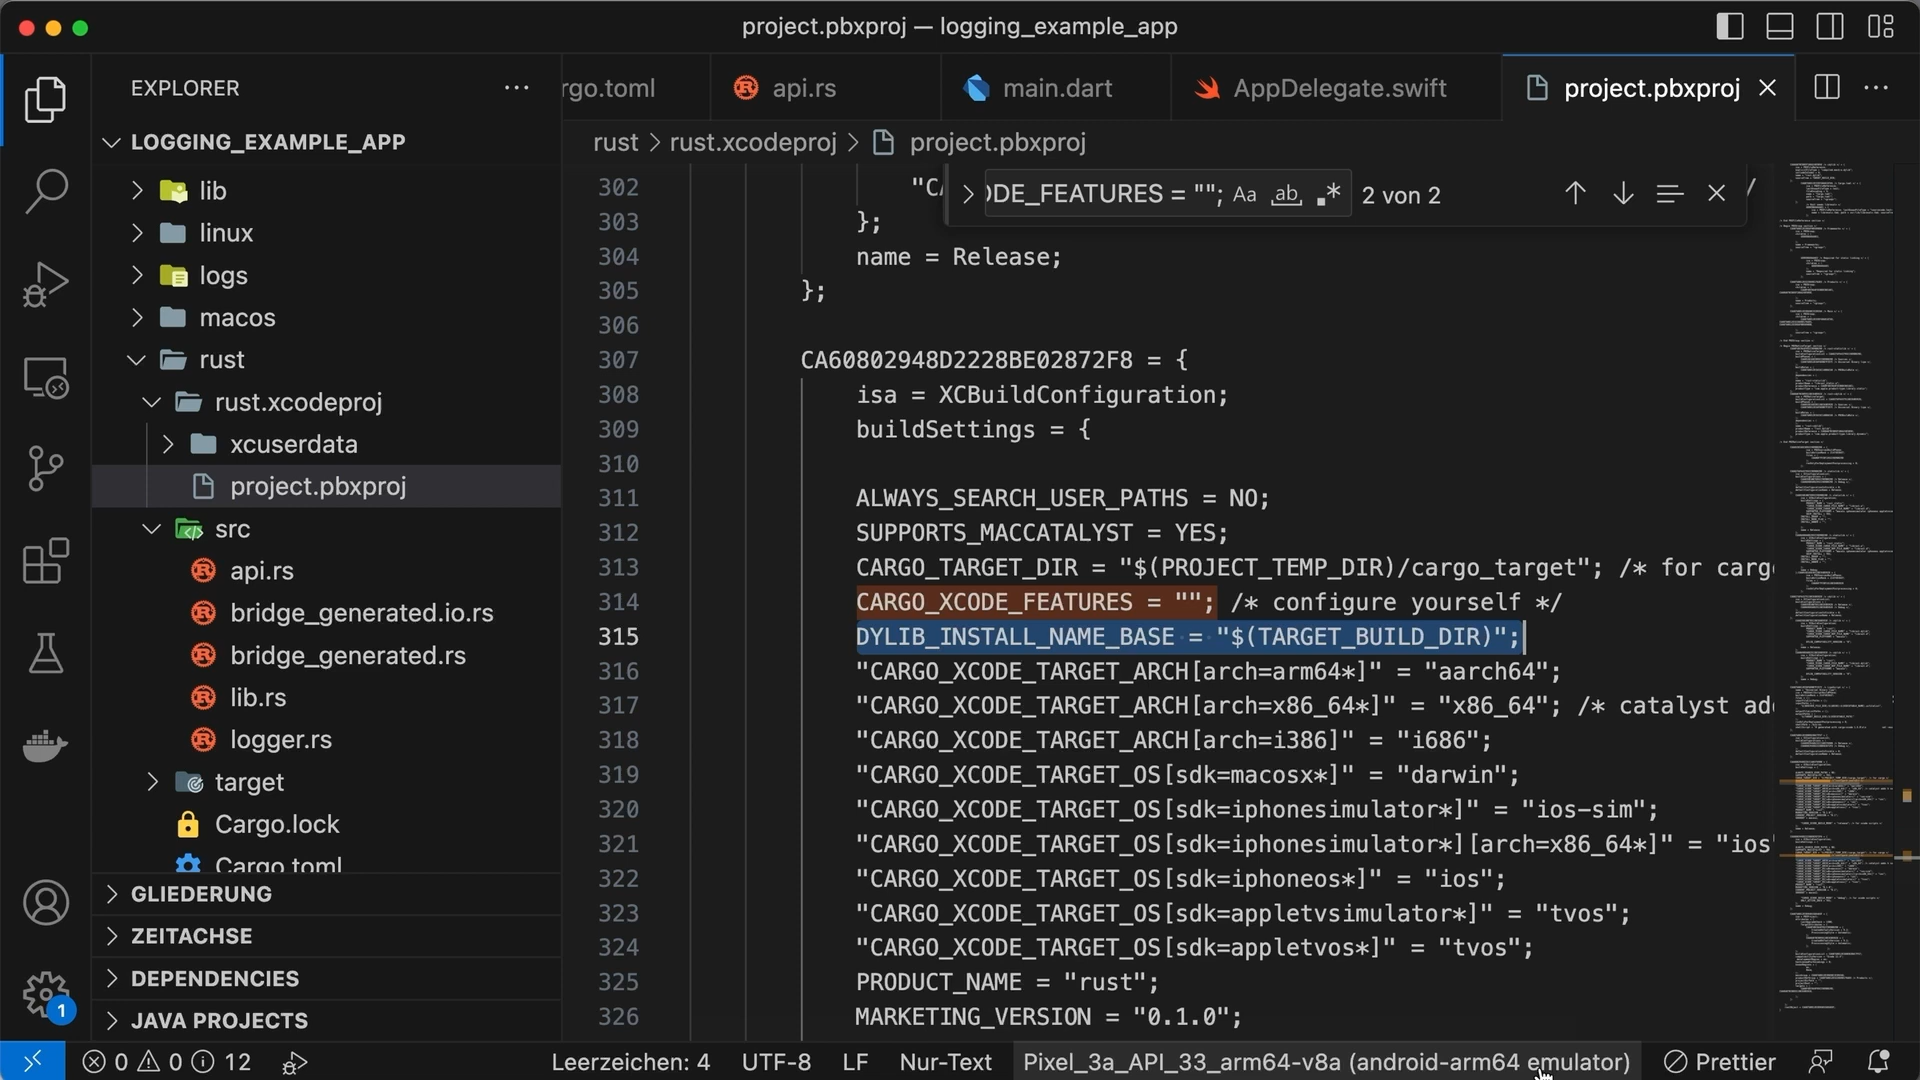 project.pbxproj — logging_example_app
EXPLORER
LOGGING_EXAMPLE_APP
lib
linux
logs
macos
rust
rust.xcodeproj
xcuserdata
project.pbxproj
src
api.rs
bridge_generated.io.rs
bridge_generated.rs
lib.rs
logger.rs
target
Cargo.lock
Cargo.toml
GLIEDERUNG
ZEITACHSE
DEPENDENCIES
JAVA PROJECTS
1
rgo.toml
api.rs
main.dart
AppDelegate.swift
project.pbxproj
rust > rust.xcodeproj > project.pbxproj
ODE_FEATURES = ""; Aa ab .* 2 von 2
302 "CA /
303 };
304 name = Release;
305 };
306
307 CA60802948D2228BE02872F8 = {
308 isa = XCBuildConfiguration;
309 buildSettings = {
310
311 ALWAYS_SEARCH_USER_PATHS = NO;
312 SUPPORTS_MACCATALYST = YES;
313 CARGO_TARGET_DIR = "$(PROJECT_TEMP_DIR)/cargo_target"; /* for carg
314 CARGO_XCODE_FEATURES = ""; /* configure yourself */
315 DYLIB_INSTALL_NAME_BASE = "$(TARGET_BUILD_DIR)";
316 "CARGO_XCODE_TARGET_ARCH[arch=arm64*]" = "aarch64";
317 "CARGO_XCODE_TARGET_ARCH[arch=x86_64*]" = "x86_64"; /* catalyst ad
318 "CARGO_XCODE_TARGET_ARCH[arch=i386]" = "i686";
319 "CARGO_XCODE_TARGET_OS[sdk=macosx*]" = "darwin";
320 "CARGO_XCODE_TARGET_OS[sdk=iphonesimulator*]" = "ios-sim";
321 "CARGO_XCODE_TARGET_OS[sdk=iphonesimulator*][arch=x86_64*]" = "ios"
322 "CARGO_XCODE_TARGET_OS[sdk=iphoneos*]" = "ios";
323 "CARGO_XCODE_TARGET_OS[sdk=appletvsimulator*]" = "tvos";
324 "CARGO_XCODE_TARGET_OS[sdk=appletvos*]" = "tvos";
325 PRODUCT_NAME = "rust";
326 MARKETING_VERSION = "0.1.0";
0 0 12
Leerzeichen: 4
UTF-8
LF
Nur-Text
Pixel_3a_API_33_arm64-v8a (android-arm64 emulator)
Prettier